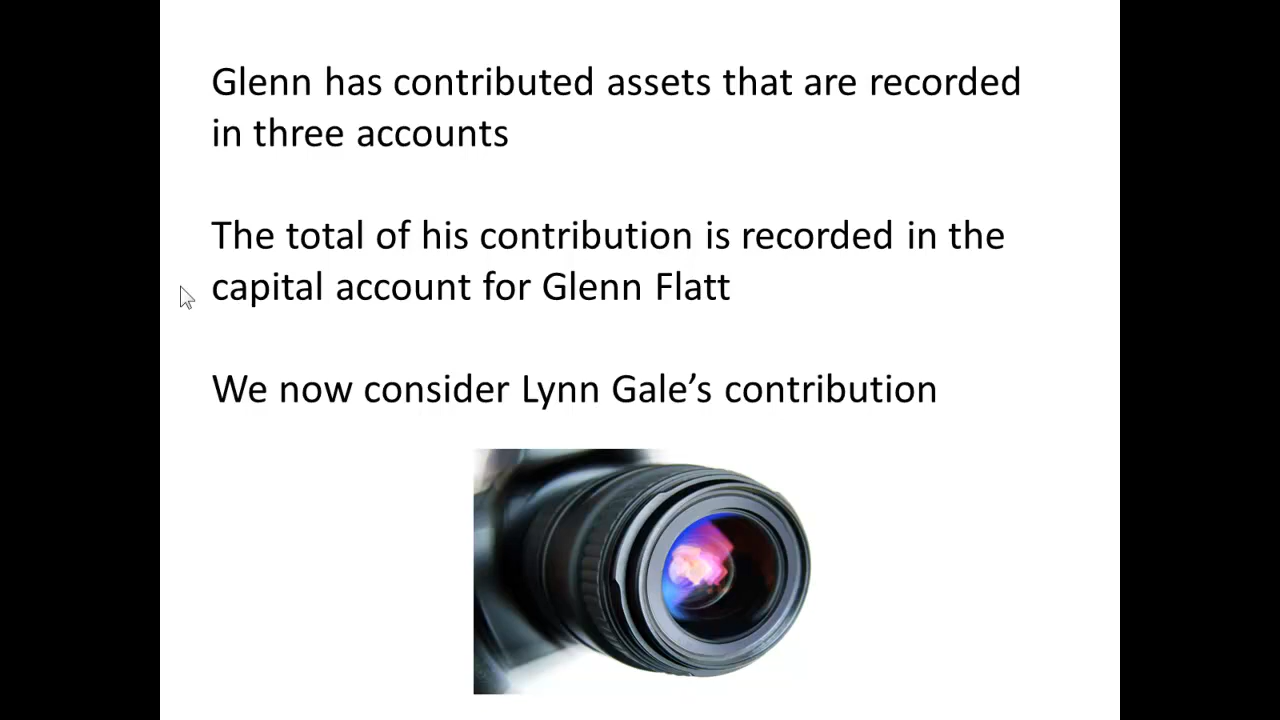 Glenn has contributed assets that are recorded
in three accounts
The total of his contribution is recorded in the
capital account for Glenn Flatt
We now consider Lynn Gale’s contribution